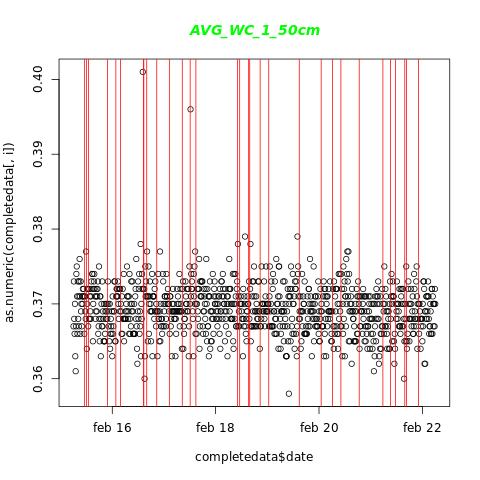 AVG_WC_1_50cm
as.numeric(completedata[, i])
0.40
0.39
0.38
0.37
0.36
feb 16
feb 18
feb 20
feb 22
completedata$date